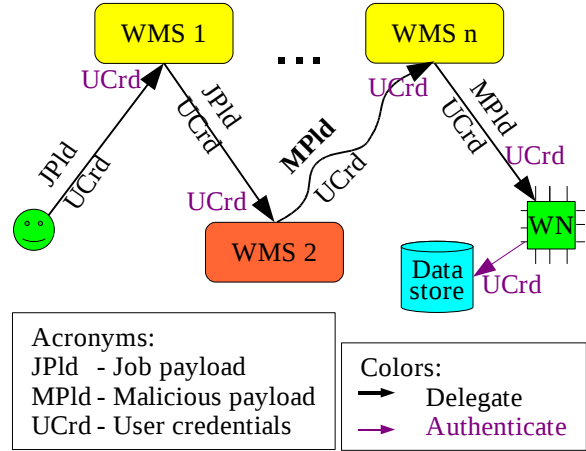 WMS 1
...
WMS n
UCrd
JPld
UCrd
JPld
UCrd
UCrd
WMS 2
MPld
UCrd
UCrd
MPld
UCrd
UCrd
WN
Data
store
UCrd
Acronyms:
JPld - Job payload
MPld - Malicious payload
UCrd - User credentials
Colors:
Delegate
Authenticate